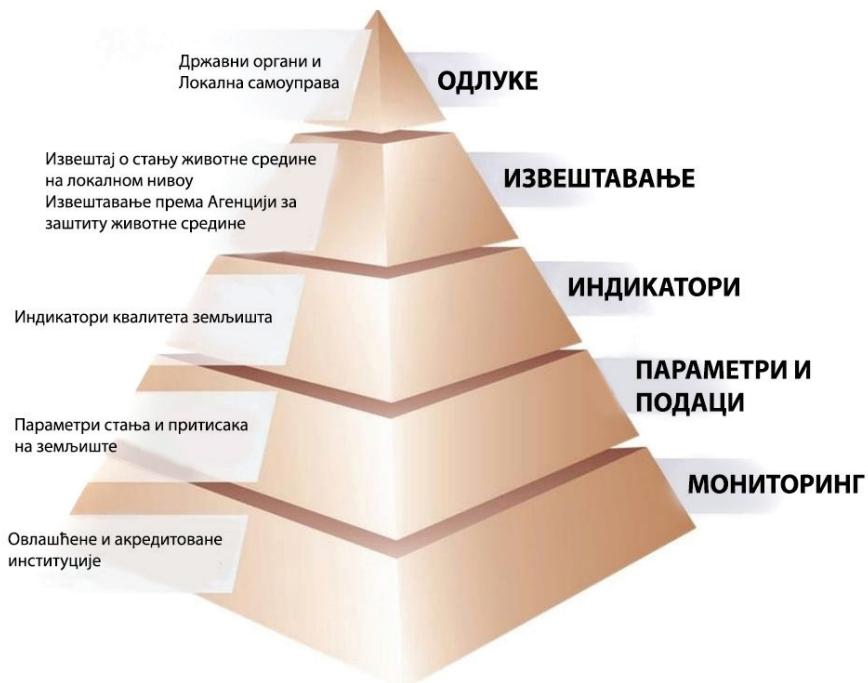 Државни органи и
Локална самоуправа
ОДЛУКЕ
Извештај о стању животне средине
на локалном нивоу
Извештавање према Агенцији за
заштиту животне средине
ИЗВЕШТАВАЊЕ
Индикатори квалитета земљишта
ИНДИКАТОРИ
Параметри стања и притисака
на земљиште
ПАРАМЕТРИ И
ПОДАЦИ
Овлашћене и акредитоване
институције
МОНИТОРИНГ